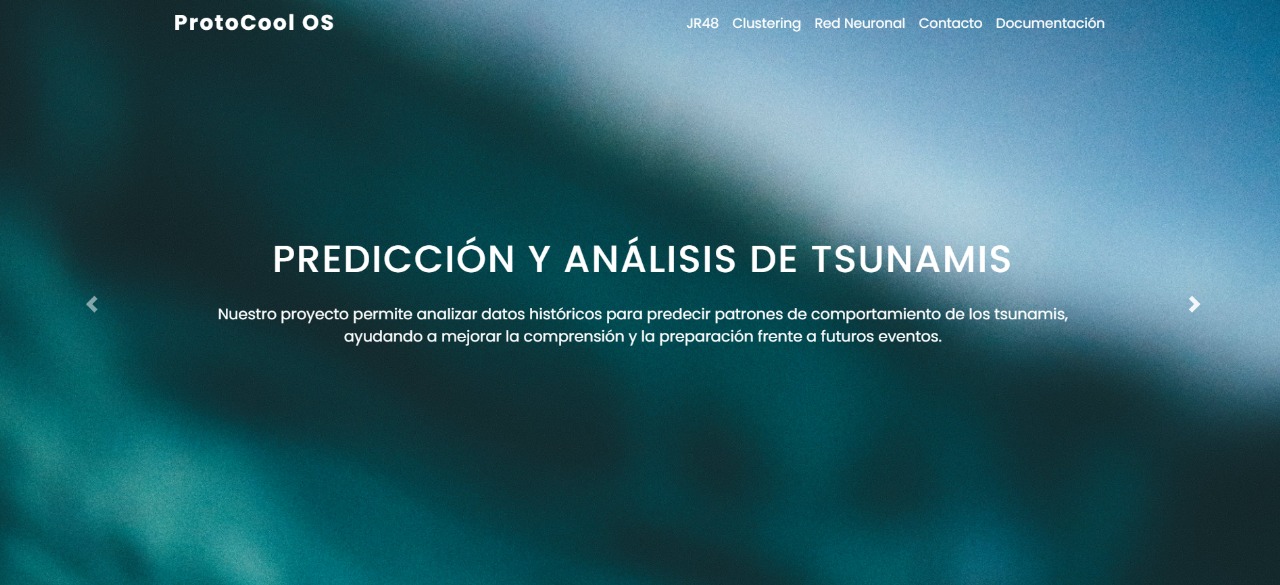 ProtoCool OS
JR48 Clustering Red Neuronal Contacto Documentación
PREDICCIÓN Y ANÁLISIS DE TSUNAMIS
Nuestro proyecto permite analizar datos históricos para predecir patrones de comportamiento de los tsunamis,
ayudando a mejorar la comprensión y la preparación frente a futuros eventos.